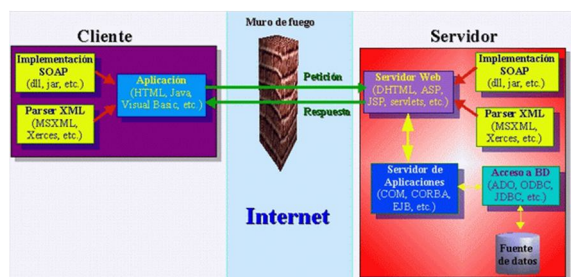 Cliente
Implementación
SOAP
(dll, jar, etc.)
Parser XML
(MSXML,
Xerces, etc.)
Aplicación
(HTML, Java,
Visual Basic, etc.)
Muro de fuego
Petición
Respuesta
Internet
Servidor
Servidor Web
(DHTML, ASP,
JSP, servlets, etc.)
Implementación
SOAP
(dll, jar, etc.)
Parser XML
(MSXML,
Xerces, etc.)
Servidor de
Aplicaciones
(COM, CORBA,
EJB, etc.)
Acceso a BD
(ADO, ODBC,
JDBC, etc.)
Fuente
de datos